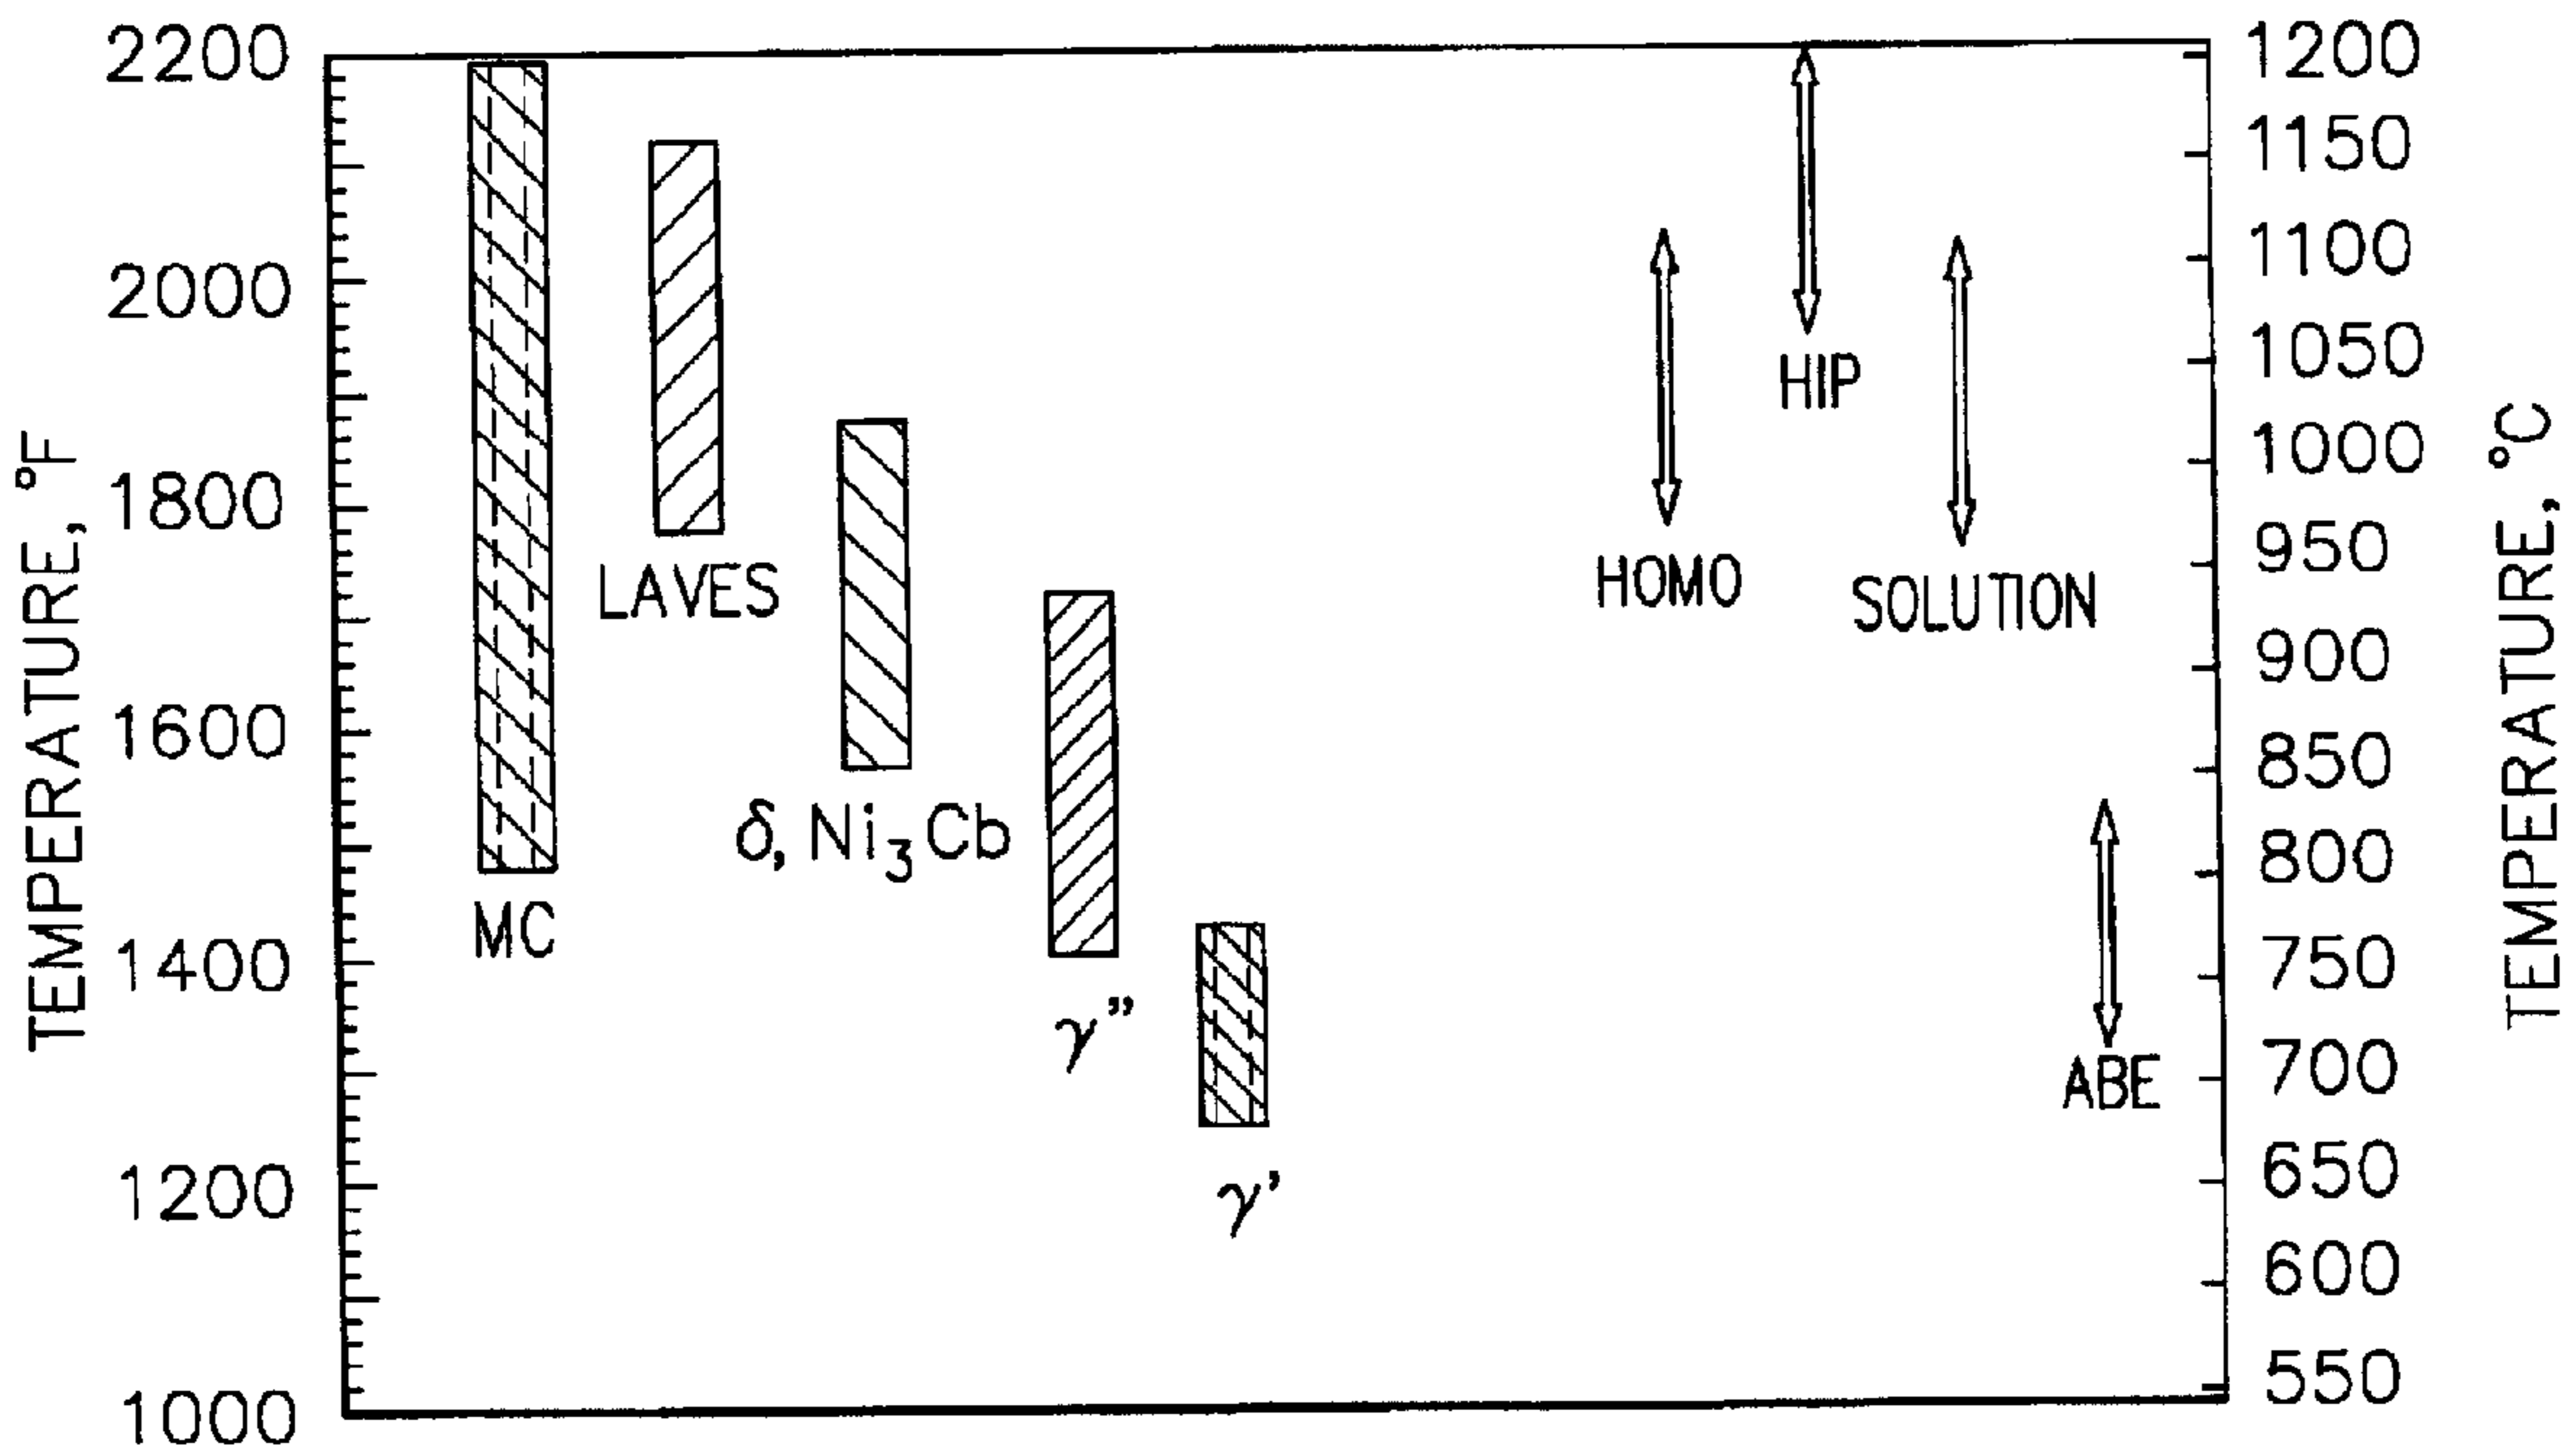 TEMPERATURE, °F
2200
2000
1800
1600
1400
1200
1000
MC
LAVES
δ, Ni₃Cb
γ”
γ’
HOMO
HIP
SOLUTION
ABE
1200
1150
1100
1050
1000
950
900
850
800
750
700
650
600
550
TEMPERATURE, °C